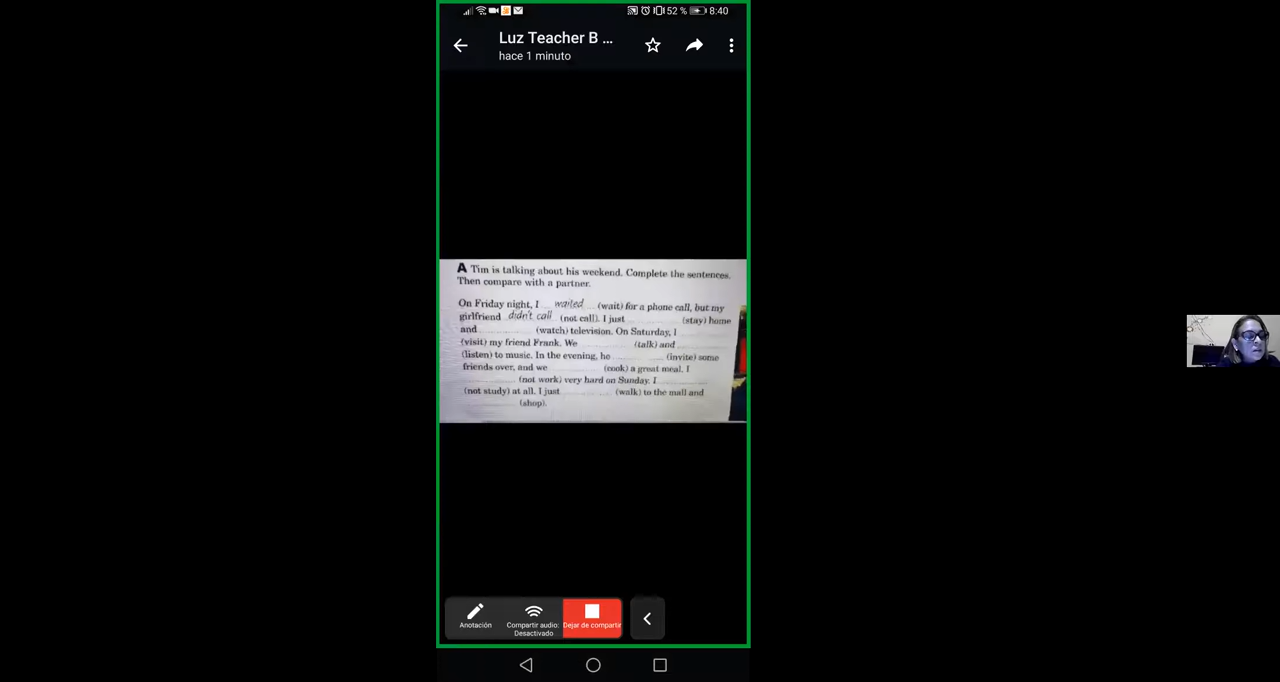 52 % 8:40
Luz Teacher B ...
hace 1 minuto
A Tim is talking about his weekend. Complete the sentences.
Then compare with a partner.
On Friday night, I waited (wait) for a phone call, but my
girlfriend didn't call (not call). I just (stay) home
and (watch) television. On Saturday, I
(visit) my friend Frank. We (talk) and
(listen) to music. In the evening, he (invite) some
friends over, and we (cook) a great meal. I
(not work) very hard on Sunday. I
(not study) at all. I just (walk) to the mall and
(shop).
Anotación
Compartir audio:
Desactivado
Dejar de compartir